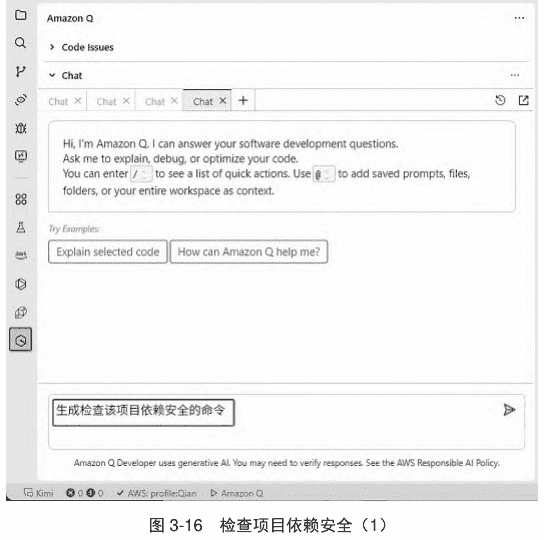 Amazon Q
Code Issues
Chat
Chat Chat Chat Chat
Hi, I'm Amazon Q. I can answer your software development questions.
Ask me to explain, debug, or optimize your code.
You can enter / to see a list of quick actions. Use @ to add saved prompts, files,
folders, or your entire workspace as context.
Try Examples:
Explain selected code How can Amazon Q help me?
aws
生成检查该项目依赖安全的命令
Amazon Q Developer uses generative AI. You may need to verify responses. See the AWS Responsible AI Policy.
Kimi 0 0 AWS: profile:Qian Amazon Q
图 3-16 检查项目依赖安全（1）